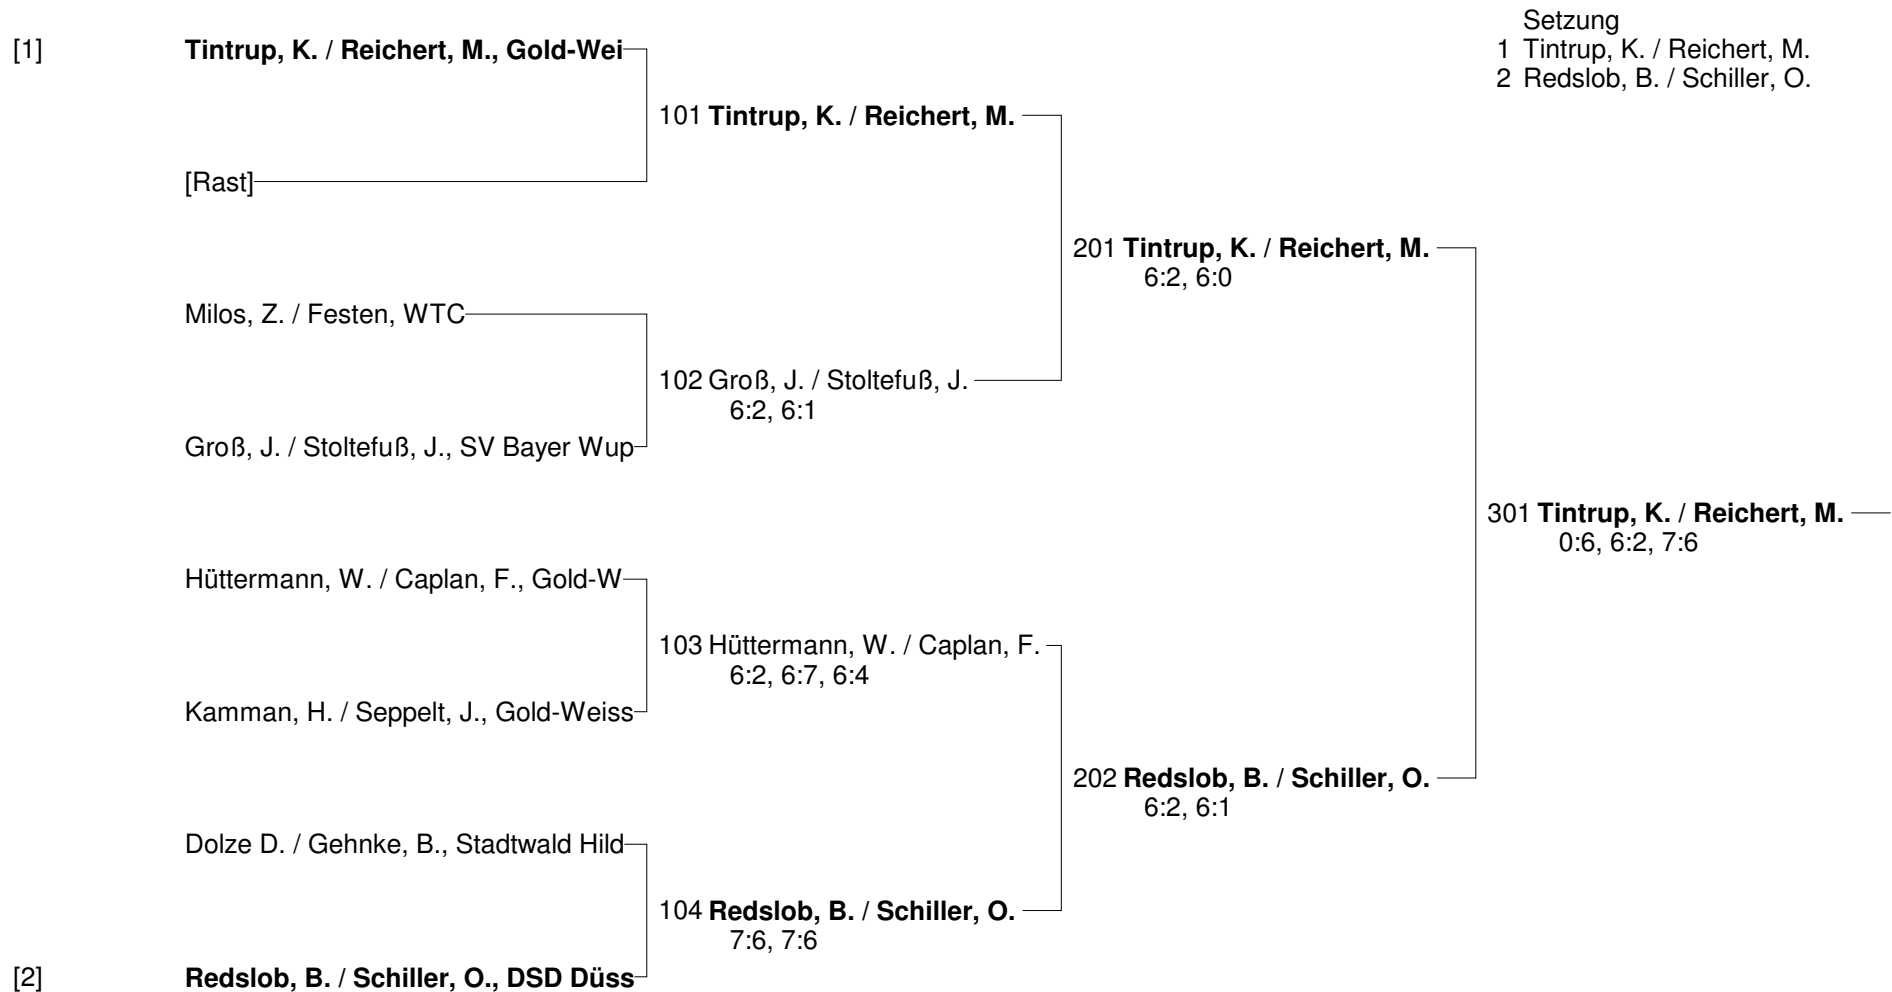 Setzung
1 Tintrup, K. / Reichert, M.
2 Redslob, B. / Schiller, O.
[1] Tintrup, K. / Reichert, M., Gold-Wei
101 Tintrup, K. / Reichert, M.
[Rast]
201 Tintrup, K. / Reichert, M.
6:2, 6:0
Milos, Z. / Festen, WTC
102 Groß, J. / Stoltefuß, J.
6:2, 6:1
Groß, J. / Stoltefuß, J., SV Bayer Wup
301 Tintrup, K. / Reichert, M.
0:6, 6:2, 7:6
Hüttermann, W. / Caplan, F., Gold-W
103 Hüttermann, W. / Caplan, F.
6:2, 6:7, 6:4
Kamman, H. / Seppelt, J., Gold-Weiss
202 Redslob, B. / Schiller, O.
6:2, 6:1
Dolze D. / Gehnke, B., Stadtwald Hild
104 Redslob, B. / Schiller, O.
7:6, 7:6
[2] Redslob, B. / Schiller, O., DSD Düss